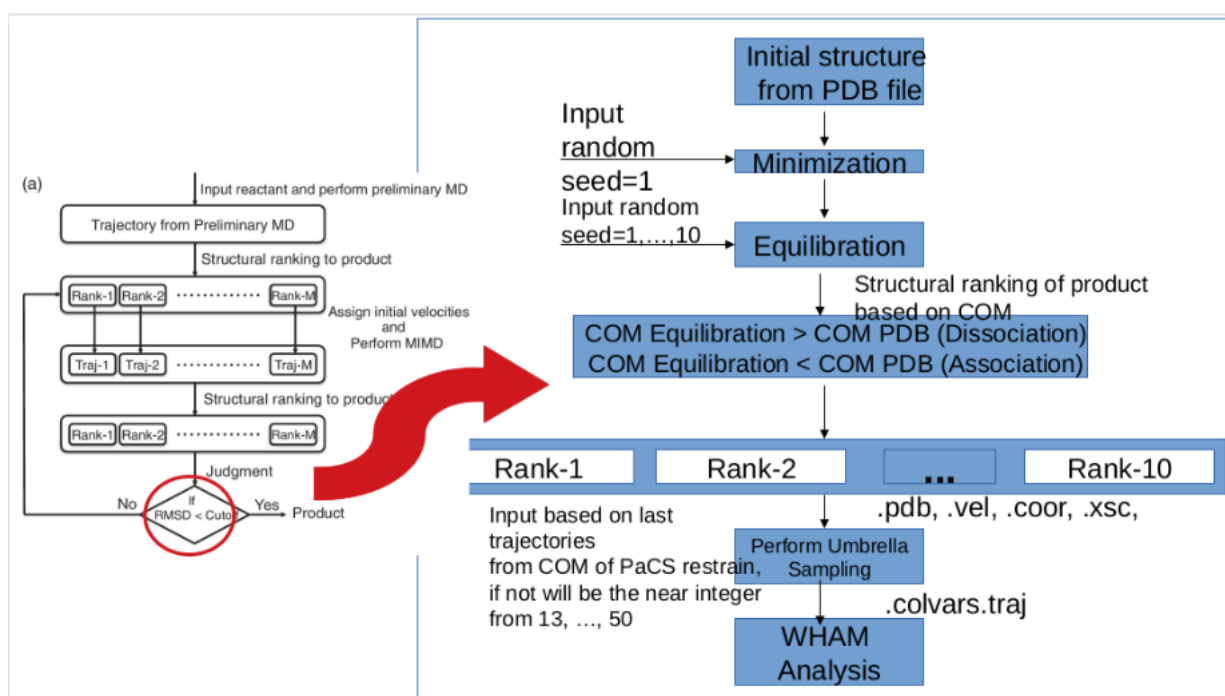 (a)
Input reactant and perform preliminary MD
Trajectory from Preliminary MD
Structural ranking to product
Rank-1 Rank-2 ............ Rank-M
Assign initial velocities
and
Perform MIMD
Traj-1 Traj-2 ............ Traj-M
Structural ranking to product
Rank-1 Rank-2 ............ Rank-M
Judgment
No
If
RMSD < Cutoff
Yes
Product
Initial structure
from PDB file
Input
random
seed=1
Minimization
Input random
seed=1,...,10
Equilibration
Structural ranking of product
based on COM
COM Equilibration > COM PDB (Dissociation)
COM Equilibration < COM PDB (Association)
Rank-1
Rank-2
...
Rank-10
.pdb, .vel, .coor, .xsc,
Input based on last
trajectories
from COM of PaCS restrain,
if not will be the near integer
from 13, ..., 50
Perform Umbrella
Sampling
.colvars.traj
WHAM
Analysis